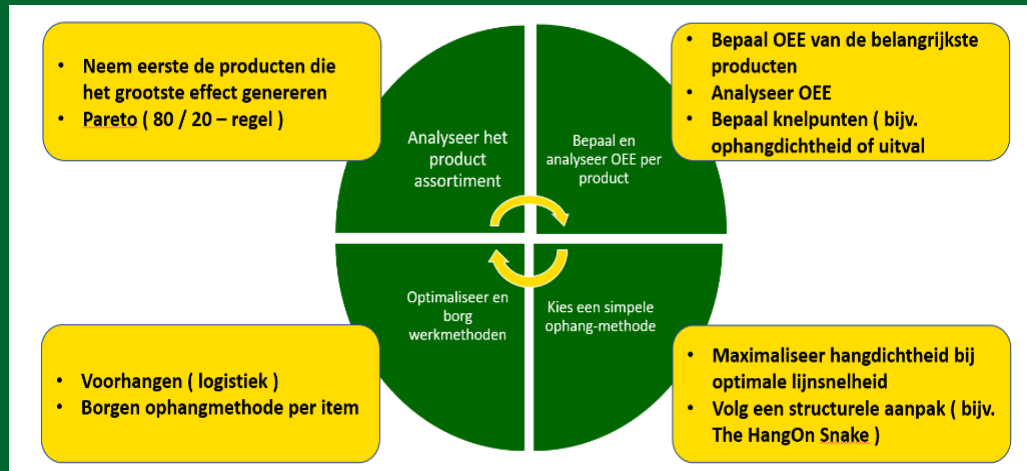 • Neem eerste de producten die
het grootste effect genereren
• Pareto ( 80 / 20 – regel )
Analyseer het
product
assortiment
Bepaal en
analyseer OEE per
product
• Bepaal OEE van de belangrijkste
producten
• Analyseer OEE
• Bepaal knelpunten ( bijv.
ophangdichtheid of uitval
• Voorhangen ( logistiek )
• Borgen ophangmethode per item
Optimaliseer en
borg
werkmethoden
Kies een simpele
ophang-methode
• Maximaliseer hangdichtheid bij
optimale lijnsnelheid
• Volg een structurele aanpak ( bijv.
The HangOn Snake )